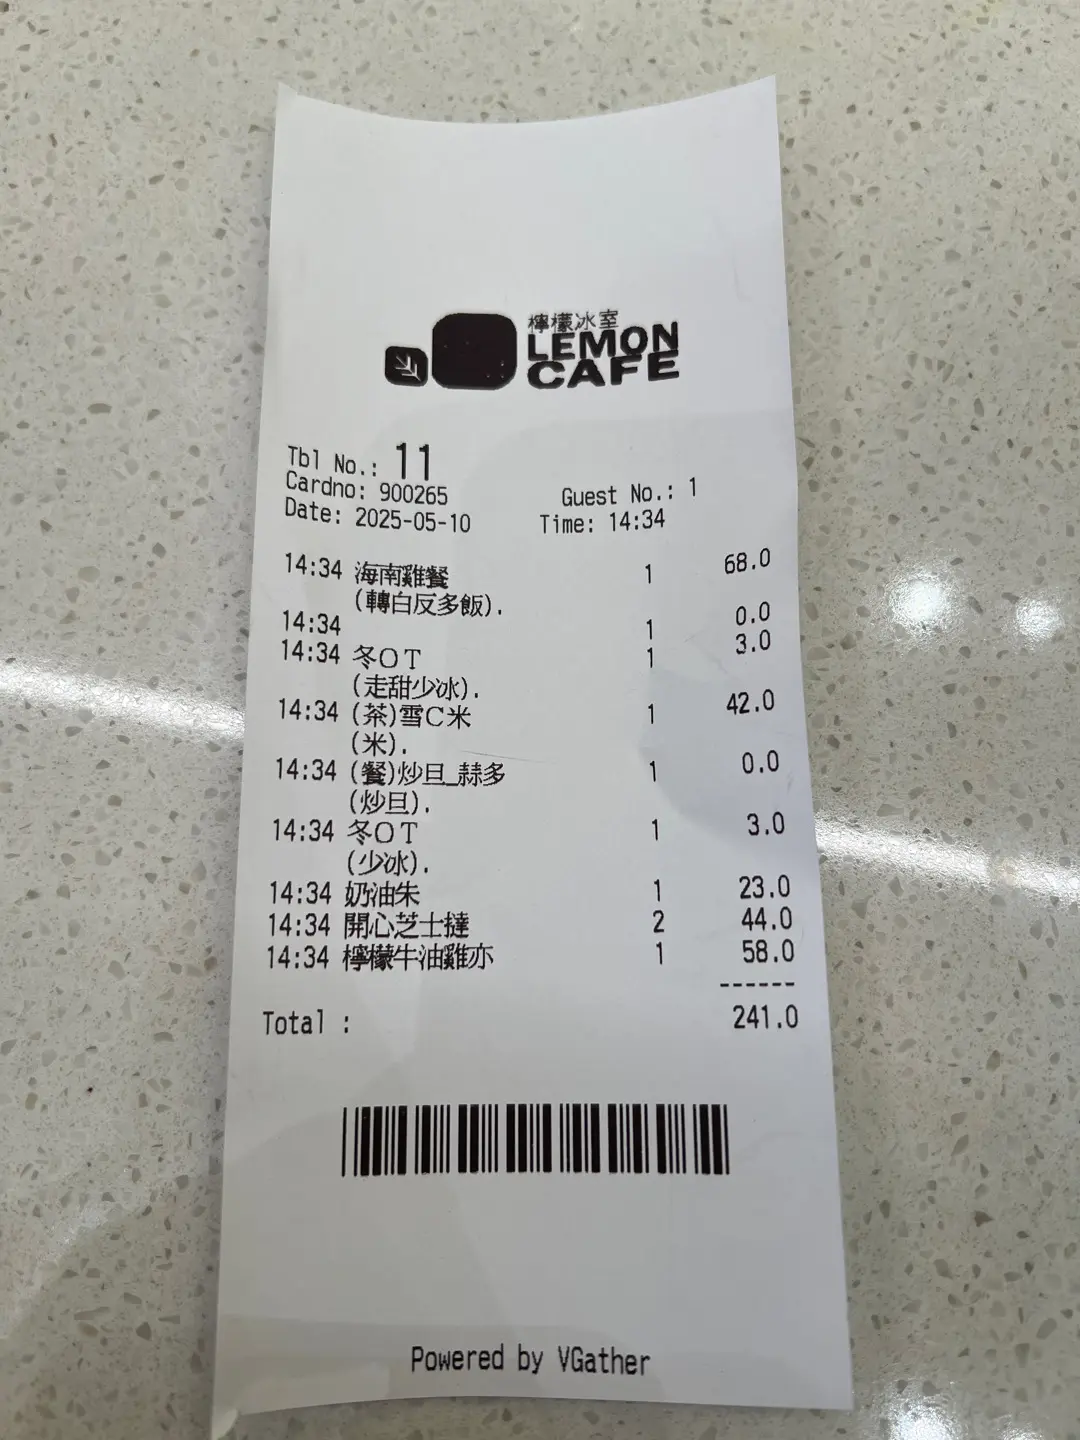 檸檬冰室
LEMON
CAFE
Tbl No.: 11
Cardno: 900265 Guest No.: 1
Date: 2025-05-10 Time: 14:34
14:34 海南雞餐 1 68.0
(轉白反多飯).
14:34 1 0.0
14:34 冬OT 1 3.0
(走甜少冰).
14:34 (茶)雪C米 1 42.0
(米).
14:34 (餐)炒旦_蒜多 1 0.0
(炒旦).
14:34 冬OT 1 3.0
(少冰).
14:34 奶油朱 1 23.0
14:34 開心芝士撻 2 44.0
14:34 檸檬牛油雞亦 1 58.0
------
Total : 241.0
Powered by VGather